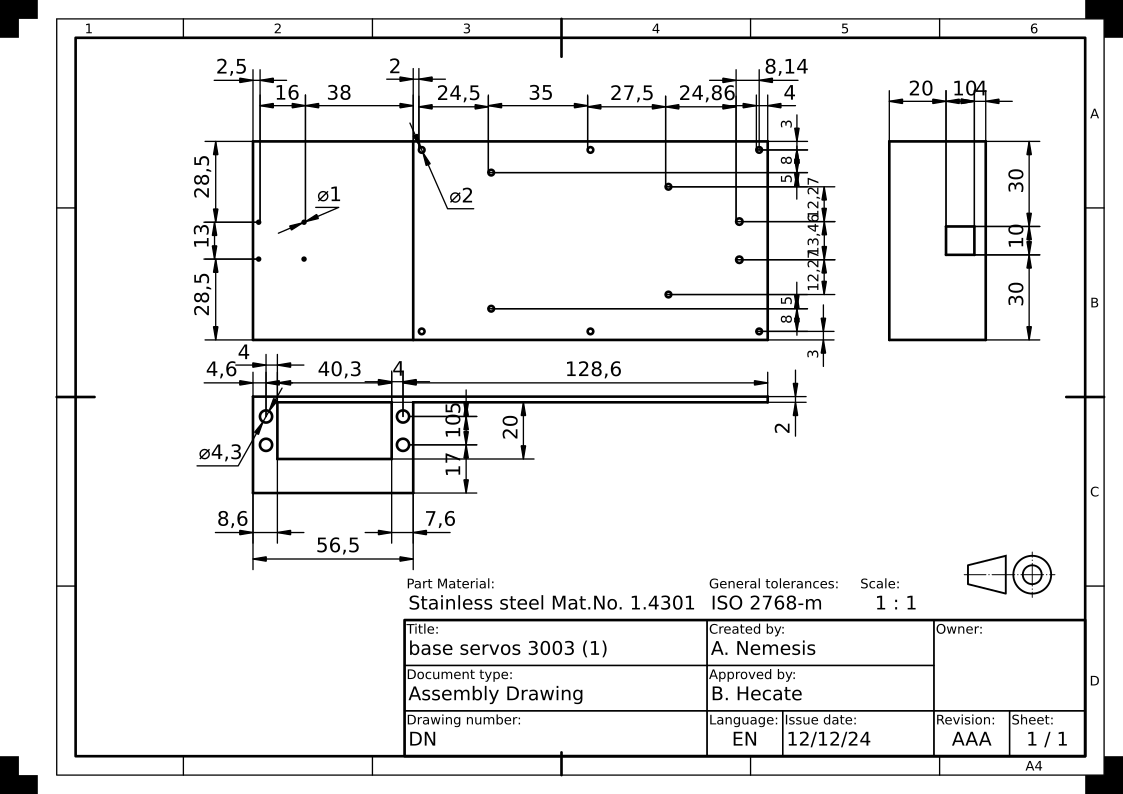 1 2 3 4 5 6
2,5 2 8,14
16 38 24,5 35 27,5 24,86 4 20 10 4
A
3
28,5 8 30
5
⌀1 ⌀2 12,27
13 13,46 10
12,27
28,5 5 30
8 B
3
4
4,6 40,3 4 128,6
5
10 20 2
⌀4,3 17
C
8,6 7,6
56,5
Part Material: General tolerances: Scale:
Stainless steel Mat.No. 1.4301 ISO 2768-m 1 : 1
Title: Created by: Owner:
base servos 3003 (1) A. Nemesis
Document type: Approved by:
Assembly Drawing B. Hecate
D
Drawing number: Language: Issue date: Revision: Sheet:
DN EN 12/12/24 AAA 1 / 1
A4